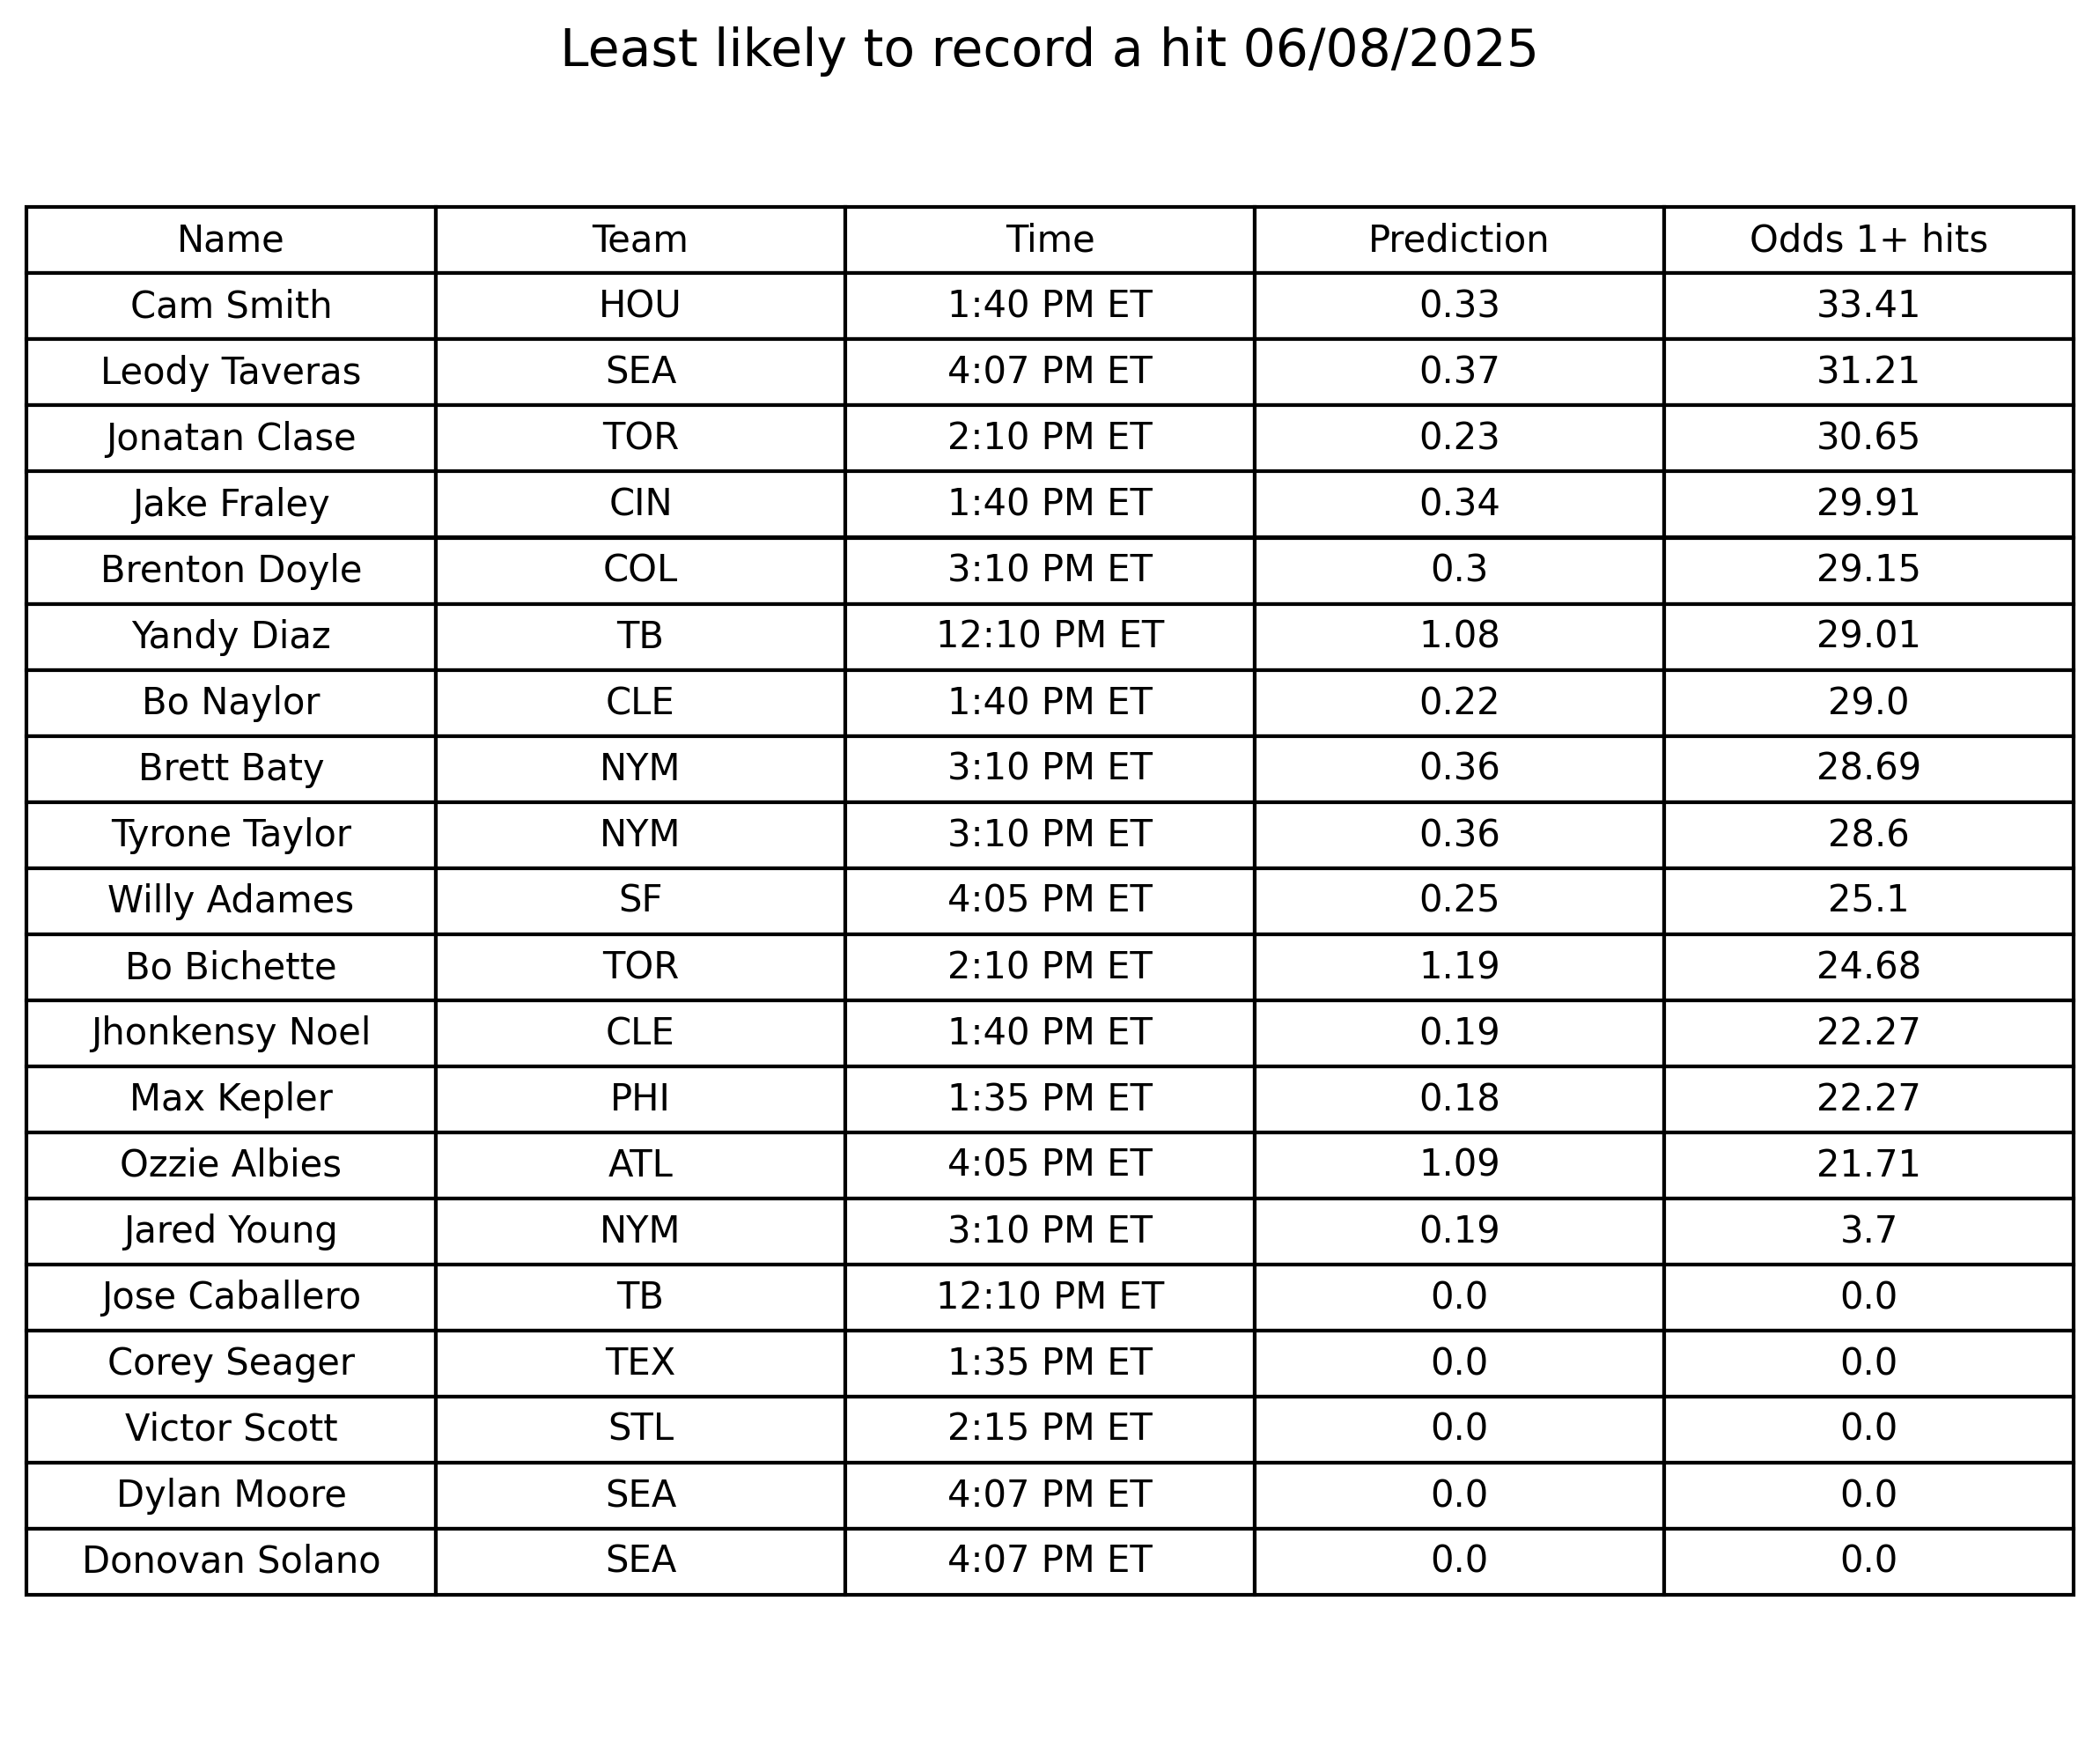 Least likely to record a hit 06/08/2025
Name Team Time Prediction Odds 1+ hits
Cam Smith HOU 1:40 PM ET 0.33 33.41
Leody Taveras SEA 4:07 PM ET 0.37 31.21
Jonatan Clase TOR 2:10 PM ET 0.23 30.65
Jake Fraley CIN 1:40 PM ET 0.34 29.91
Brenton Doyle COL 3:10 PM ET 0.3 29.15
Yandy Diaz TB 12:10 PM ET 1.08 29.01
Bo Naylor CLE 1:40 PM ET 0.22 29.0
Brett Baty NYM 3:10 PM ET 0.36 28.69
Tyrone Taylor NYM 3:10 PM ET 0.36 28.6
Willy Adames SF 4:05 PM ET 0.25 25.1
Bo Bichette TOR 2:10 PM ET 1.19 24.68
Jhonkensy Noel CLE 1:40 PM ET 0.19 22.27
Max Kepler PHI 1:35 PM ET 0.18 22.27
Ozzie Albies ATL 4:05 PM ET 1.09 21.71
Jared Young NYM 3:10 PM ET 0.19 3.7
Jose Caballero TB 12:10 PM ET 0.0 0.0
Corey Seager TEX 1:35 PM ET 0.0 0.0
Victor Scott STL 2:15 PM ET 0.0 0.0
Dylan Moore SEA 4:07 PM ET 0.0 0.0
Donovan Solano SEA 4:07 PM ET 0.0 0.0